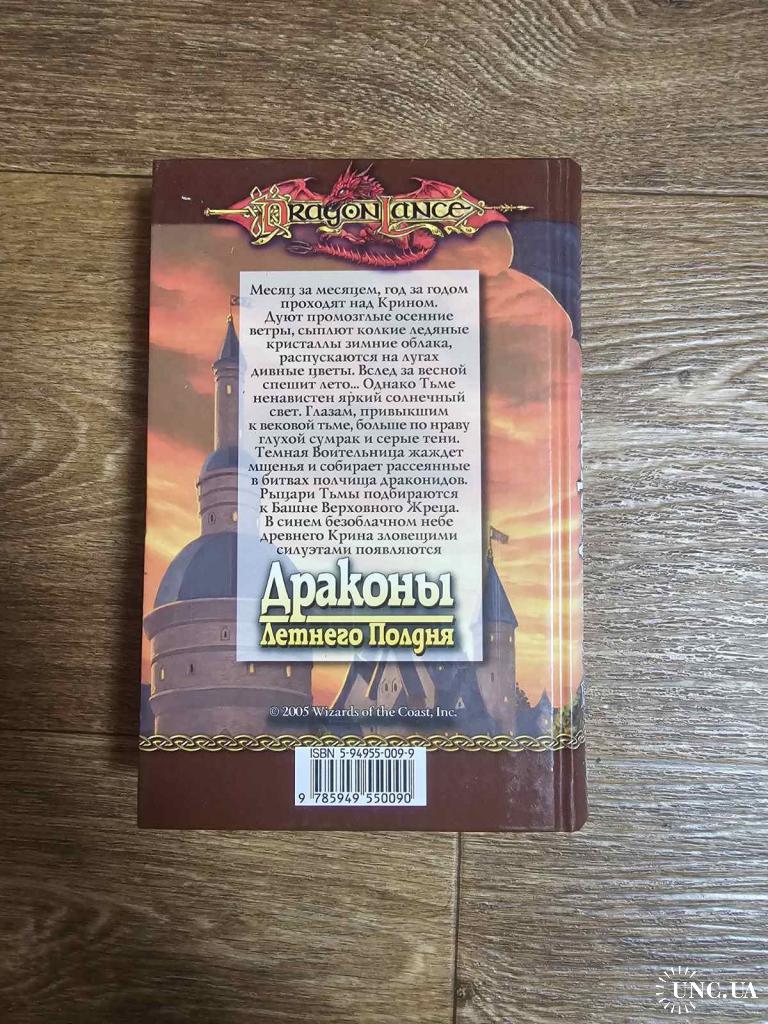 DRAGONLANCE
Месяц за месяцем, год за годом
проходят над Крином.
Дуют промозглые осенние
ветры, сыплют колкие ледяные
кристаллы зимние облака,
распускаются на лугах
дивные цветы. Вслед за весной
спешит лето... Однако Тьме
ненавистен яркий солнечный
свет. Глазам, привыкшим
к вековой тьме, больше по нраву
глухой сумрак и серые тени.
Темная Воительница жаждет
мщенья и собирает рассеянные
в битвах полчища драконидов.
Рыцари Тьмы подбираются
к Башне Верховного Жреца.
В синем безоблачном небе
древнего Крина зловещими
силуэтами появляются
Драконы
Летнего Полдня
© 2005 Wizards of the Coast, Inc.
ISBN 5-94955-009-9
9 785949 550090
UNC.UA